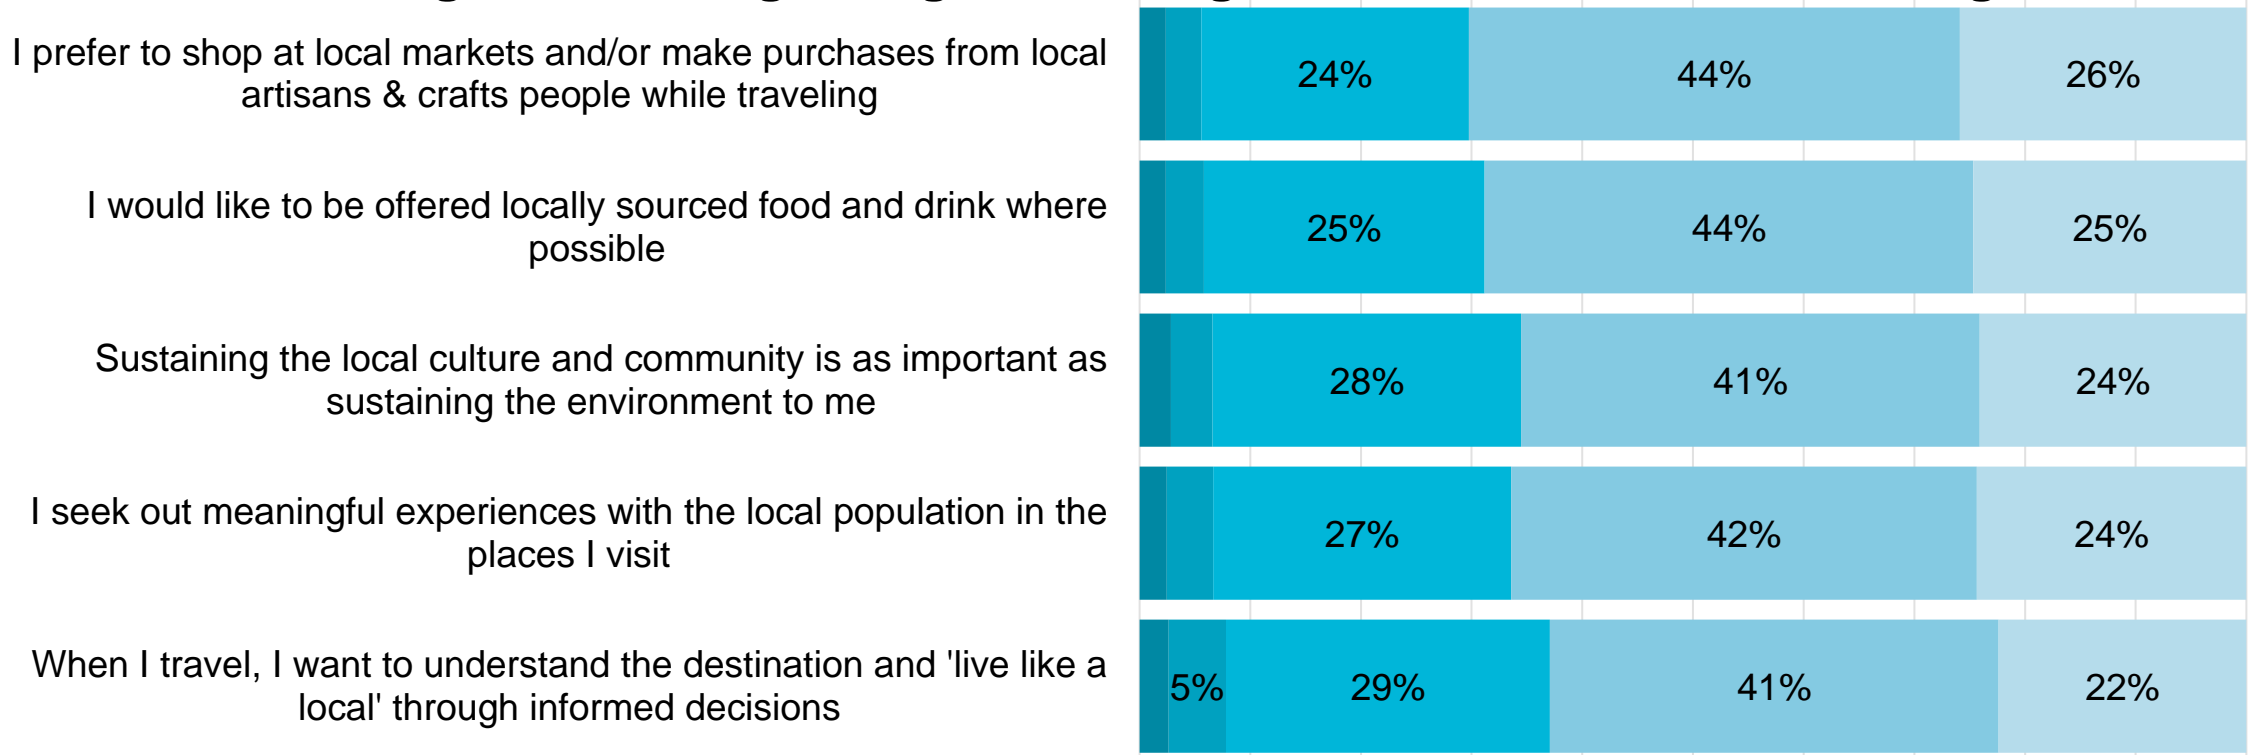 I prefer to shop at local markets and/or make purchases from local
artisans & crafts people while traveling
24% 44% 26%
I would like to be offered locally sourced food and drink where
possible
25% 44% 25%
Sustaining the local culture and community is as important as
sustaining the environment to me
28% 41% 24%
I seek out meaningful experiences with the local population in the
places I visit
27% 42% 24%
When I travel, I want to understand the destination and 'live like a
local' through informed decisions
5% 29% 41% 22%